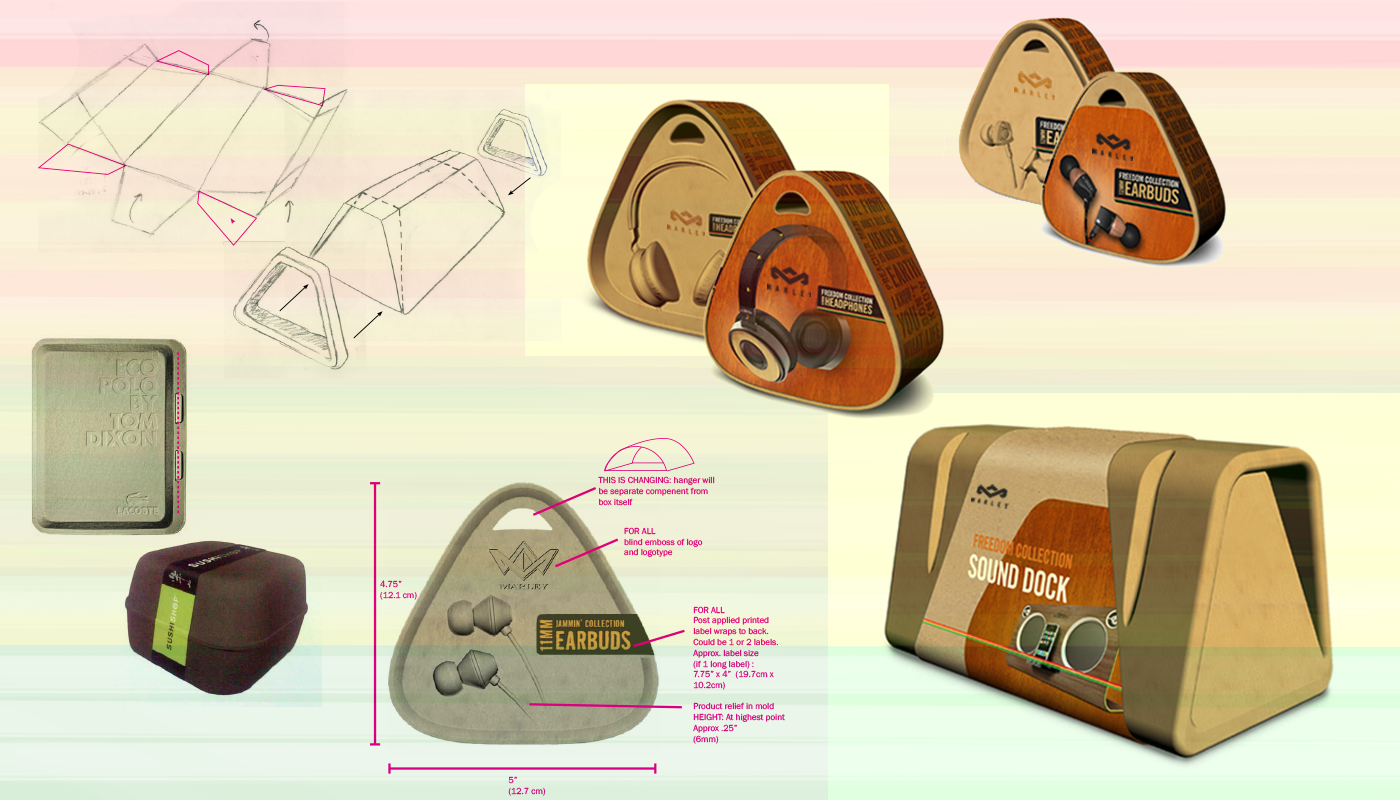 MARLEY
FREEDOM COLLECTION
EARBUDS
MARLEY
MARLEY
FREEDOM COLLECTION
HEADPHONES
MARLEY
ECO
POLO
BY
TOM
DIXON
LACOSTE
SUSHISHOP
SUSHISHOP
THIS IS CHANGING: hanger will
be separate compenent from
box itself
FOR ALL
blind emboss of logo
and logotype
MARLEY
4.75"
(12.1 cm)
11MM
JAMMIN' COLLECTION
EARBUDS
FOR ALL
Post applied printed
label wraps to back.
Could be 1 or 2 labels.
Approx. label size
(if 1 long label) :
7.75" x 4" (19.7cm x
10.2cm)
Product relief in mold
HEIGHT: At highest point
Approx .25"
(6mm)
5"
(12.7 cm)
MARLEY
FREEDOM COLLECTION
SOUND DOCK